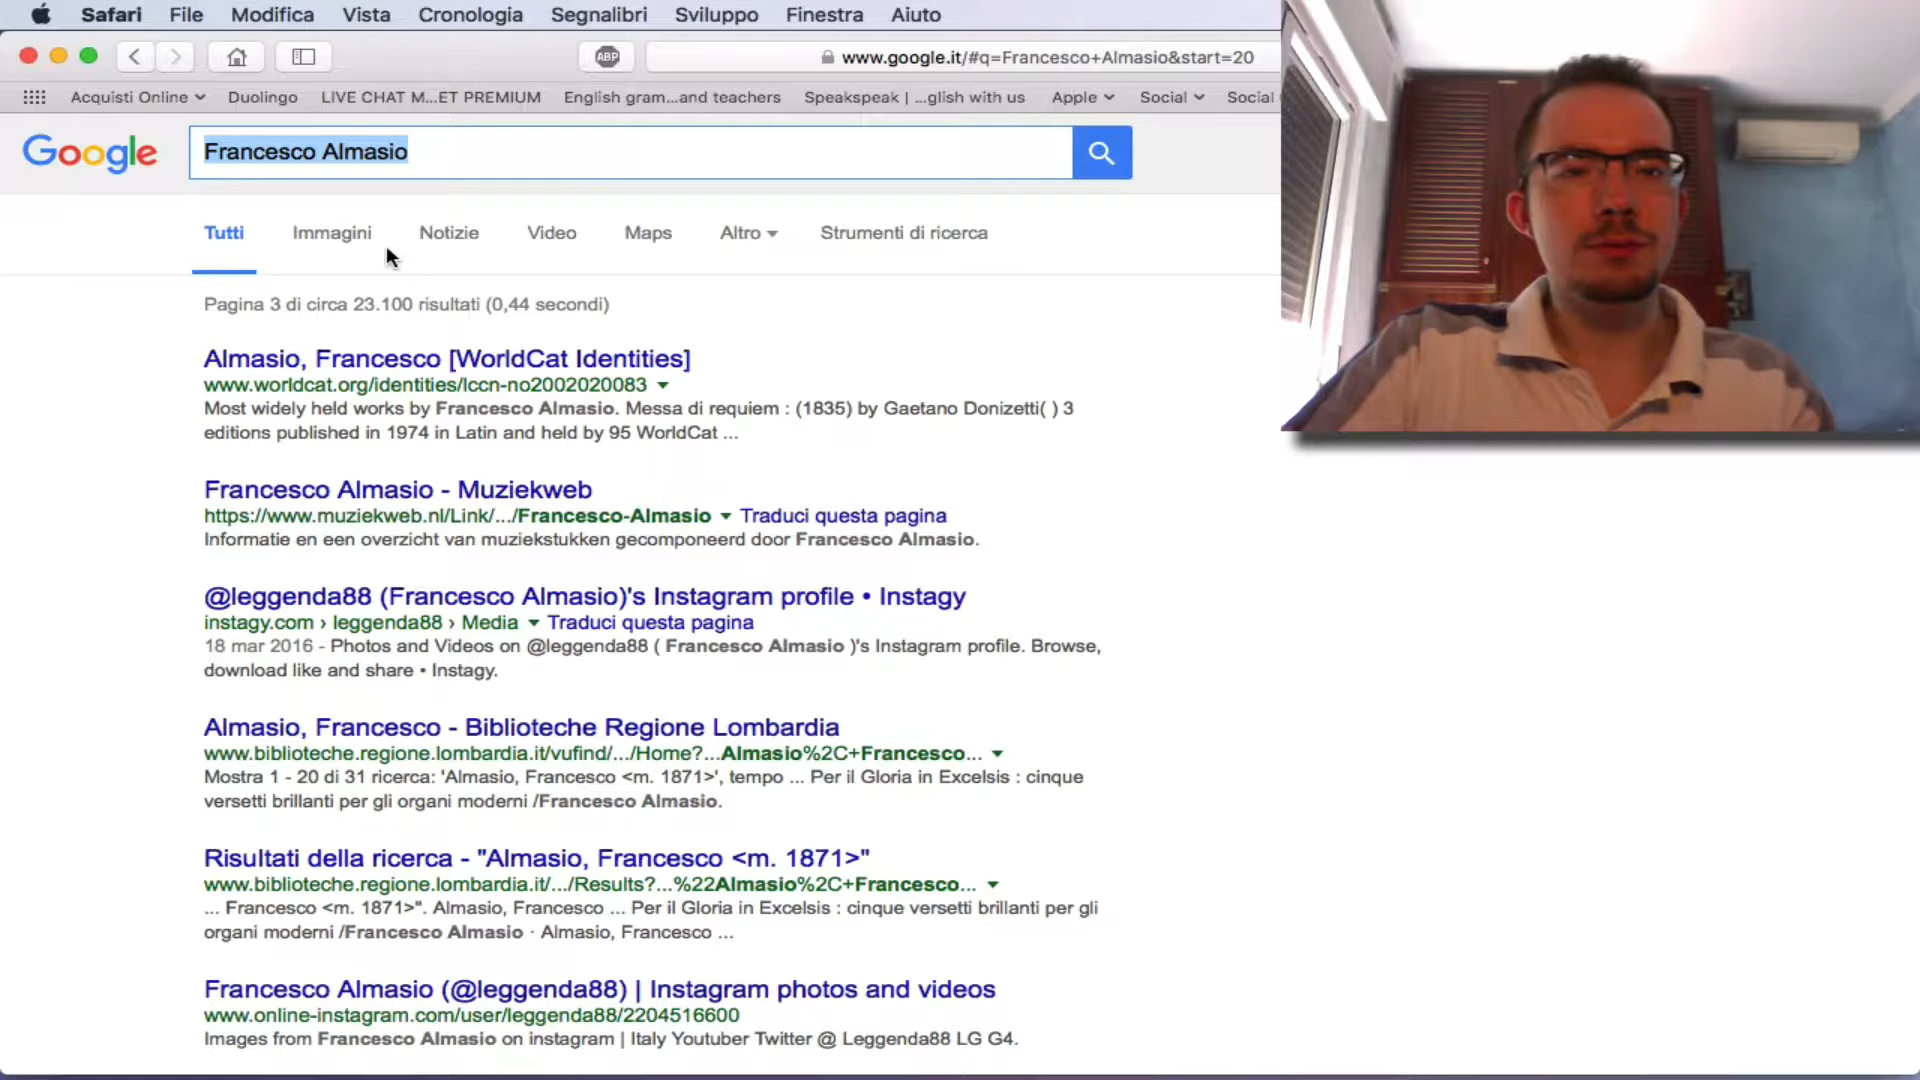 Safari File Modifica Vista Cronologia Segnalibri Sviluppo Finestra Aiuto
ABP www.google.it/#q=Francesco+Almasio&start=20
Acquisti Online Duolingo LIVE CHAT M...ET PREMIUM English gram...and teachers Speakspeak | ...glish with us Apple Social Social
Google Francesco Almasio
Tutti Immagini Notizie Video Maps Altro Strumenti di ricerca
Pagina 3 di circa 23.100 risultati (0,44 secondi)
Almasio, Francesco [WorldCat Identities]
www.worldcat.org/identities/lccn-no2002020083
Most widely held works by Francesco Almasio. Messa di requiem : (1835) by Gaetano Donizetti( ) 3
editions published in 1974 in Latin and held by 95 WorldCat ...
Francesco Almasio - Muziekweb
https://www.muziekweb.nl/Link/.../Francesco-Almasio Traduci questa pagina
Informatie en een overzicht van muziekstukken gecomponeerd door Francesco Almasio.
@leggenda88 (Francesco Almasio)'s Instagram profile • Instagy
instagy.com › leggenda88 › Media Traduci questa pagina
18 mar 2016 - Photos and Videos on @leggenda88 ( Francesco Almasio )'s Instagram profile. Browse,
download like and share • Instagy.
Almasio, Francesco - Biblioteche Regione Lombardia
www.biblioteche.regione.lombardia.it/vufind/.../Home?...Almasio%2C+Francesco...
Mostra 1 - 20 di 31 ricerca: 'Almasio, Francesco <m. 1871>', tempo ... Per il Gloria in Excelsis : cinque
versetti brillanti per gli organi moderni /Francesco Almasio.
Risultati della ricerca - "Almasio, Francesco <m. 1871>"
www.biblioteche.regione.lombardia.it/.../Results?...%22Almasio%2C+Francesco...
... Francesco <m. 1871>". Almasio, Francesco ... Per il Gloria in Excelsis : cinque versetti brillanti per gli
organi moderni /Francesco Almasio · Almasio, Francesco ...
Francesco Almasio (@leggenda88) | Instagram photos and videos
www.online-instagram.com/user/leggenda88/2204516600
Images from Francesco Almasio on instagram | Italy Youtuber Twitter @ Leggenda88 LG G4.